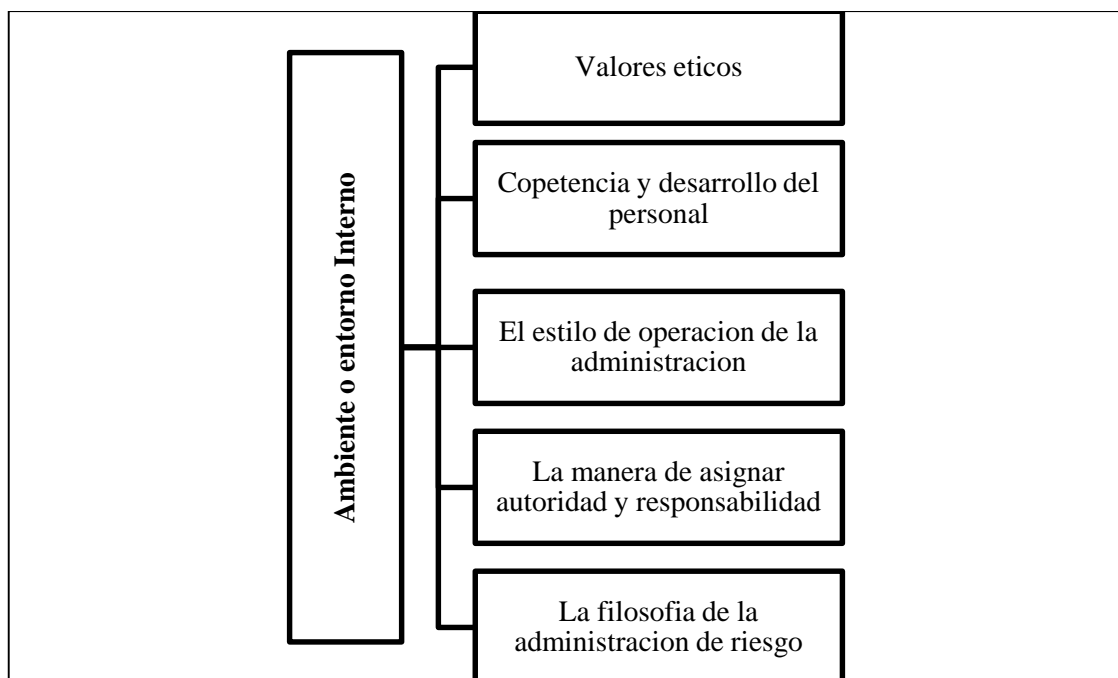 Ambiente o entorno Interno
Valores eticos
Copetencia y desarrollo del
personal
El estilo de operacion de la
administracion
La manera de asignar
autoridad y responsabilidad
La filosofia de la
administracion de riesgo